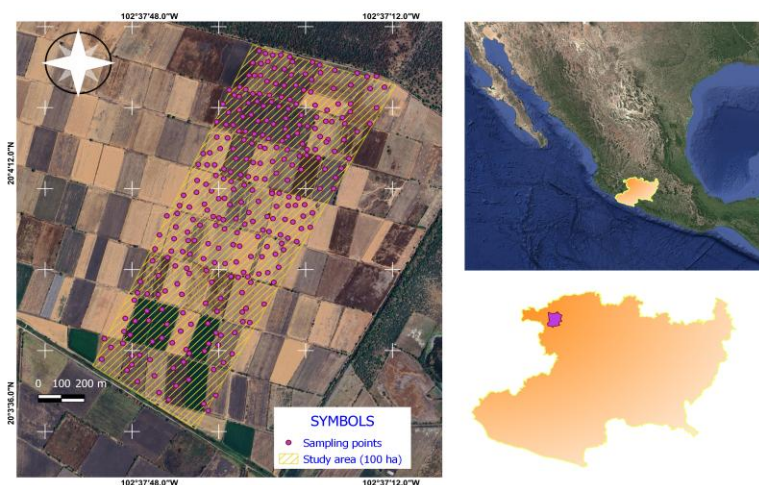 102°37'48.0"W 102°37'12.0"W
20°4'12.0"N
20°3'36.0"N
0 100 200 m
SYMBOLS
Sampling points
Study area (100 ha)
102°37'48.0"W 102°37'12.0"W